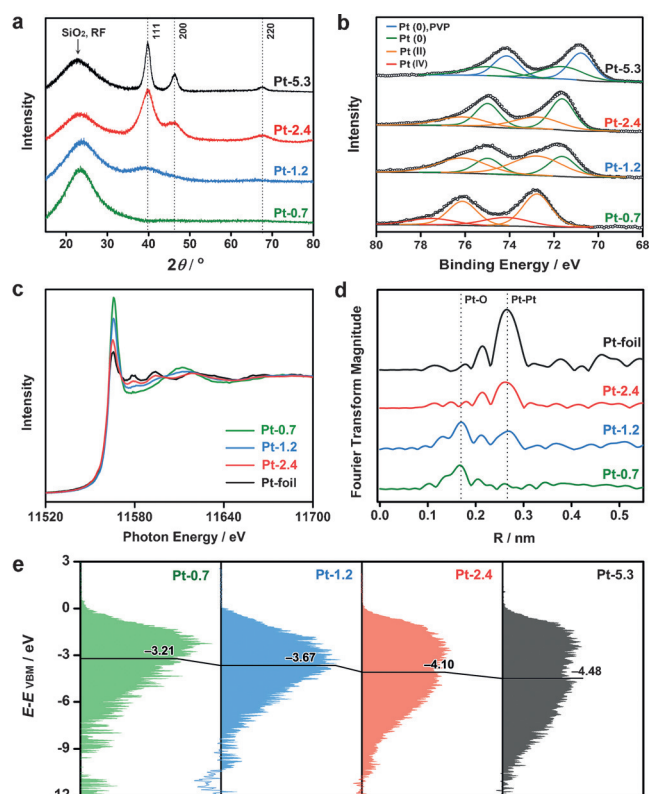 a
SiO₂, RF
111
200
220
Pt-5.3
Pt-2.4
Pt-1.2
Pt-0.7
Intensity
20 30 40 50 60 70 80
2θ / °
b
Pt (0),PVP
Pt (0)
Pt (II)
Pt (IV)
Pt-5.3
Pt-2.4
Pt-1.2
Pt-0.7
Intensity
80 78 76 74 72 70 68
Binding Energy / eV
c
Pt-0.7
Pt-1.2
Pt-2.4
Pt-foil
Intensity
11520 11580 11640 11700
Photon Energy / eV
d
Pt-O
Pt-Pt
Pt-foil
Pt-2.4
Pt-1.2
Pt-0.7
Fourier Transform Magnitude
0.0 0.1 0.2 0.3 0.4 0.5
R / nm
e
Pt-0.7 Pt-1.2 Pt-2.4 Pt-5.3
3
0
-3
-6
-9
-12
E-E VBM / eV
–3.21
–3.67
–4.10
–4.48